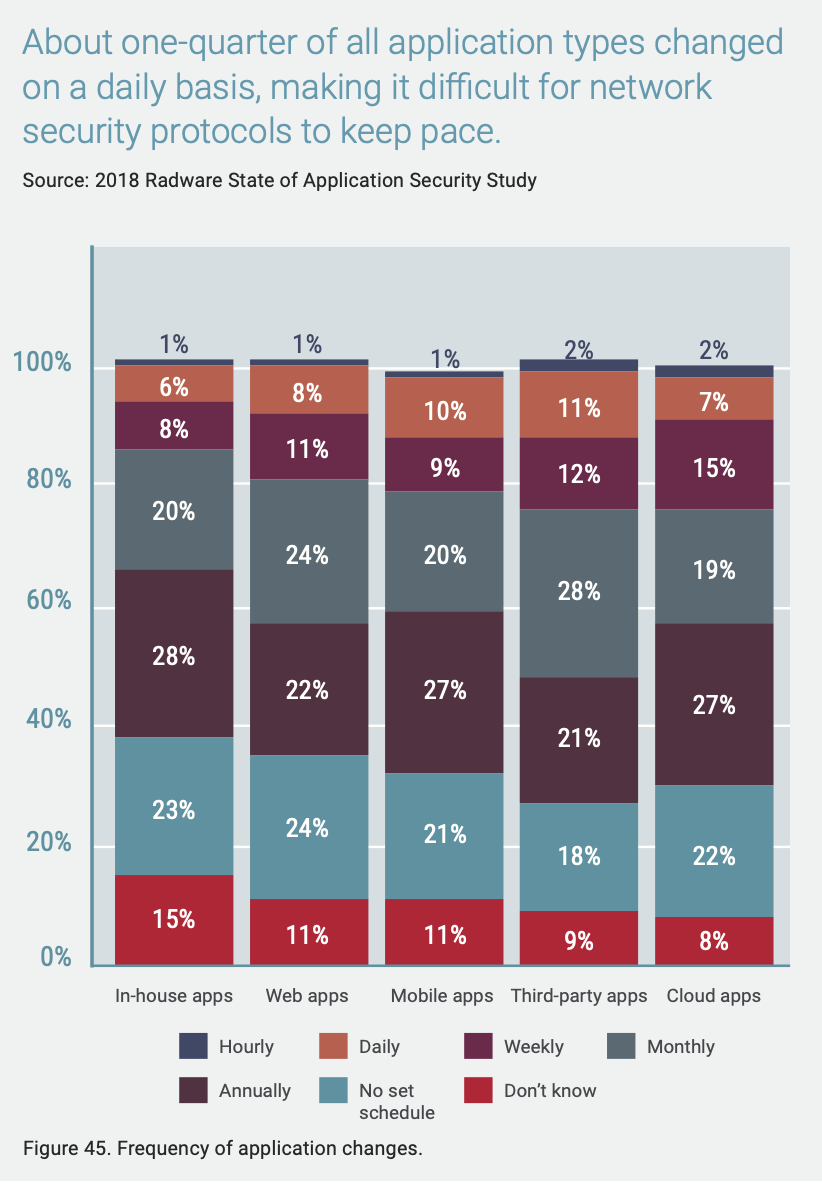 About one-quarter of all application types changed
on a daily basis, making it difficult for network
security protocols to keep pace.
Source: 2018 Radware State of Application Security Study
1% 1% 1% 2% 2%
100%
6% 8% 10% 11% 7%
8% 11% 9% 12% 15%
80%
20% 24% 20% 28% 19%
60%
28% 22% 27% 21% 27%
40%
23% 24% 21% 18% 22%
20%
15% 11% 11% 9% 8%
0%
In-house apps Web apps Mobile apps Third-party apps Cloud apps
Hourly Daily Weekly Monthly
Annually No set Don't know
schedule
Figure 45. Frequency of application changes.